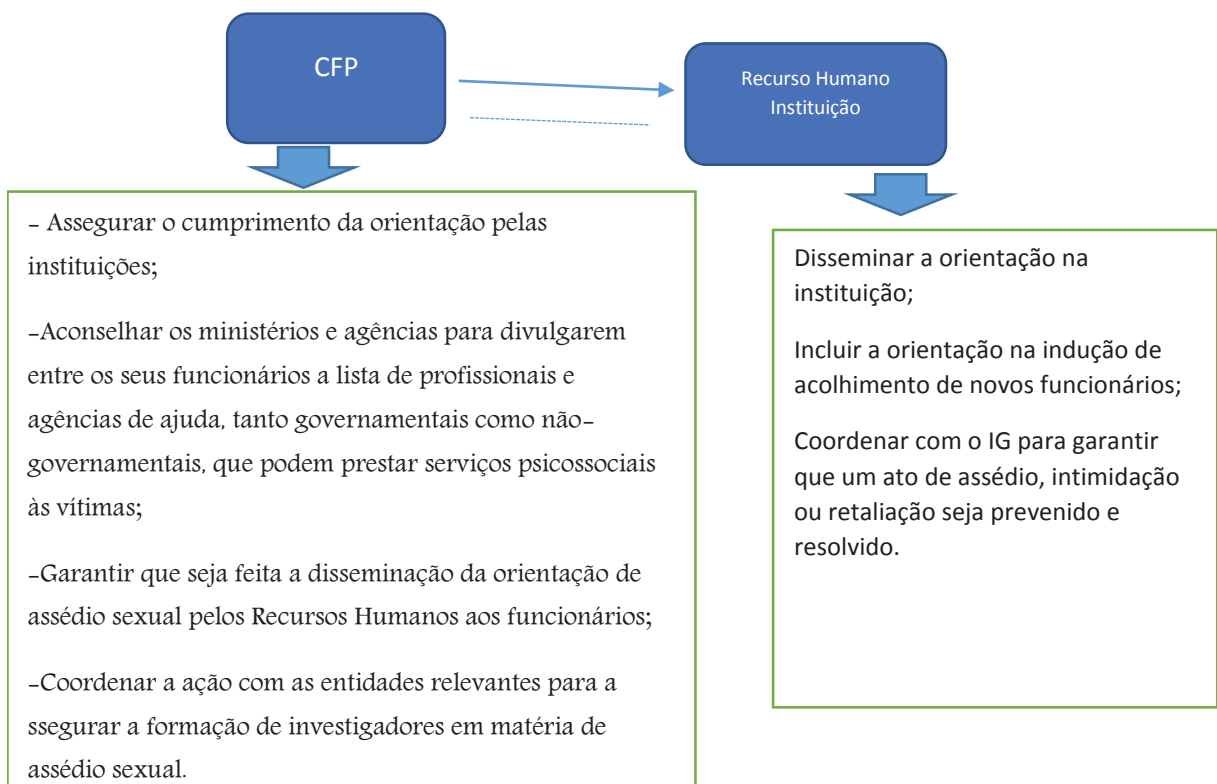 CFP
Recurso Humano
Instituição
- Assegurar o cumprimento da orientação pelas
instituições;
-Aconselhar os ministérios e agências para divulgarem
entre os seus funcionários a lista de profissionais e
agências de ajuda, tanto governamentais como não-
governamentais, que podem prestar serviços psicossociais
às vítimas;
-Garantir que seja feita a disseminação da orientação de
assédio sexual pelos Recursos Humanos aos funcionários;
-Coordenar a ação com as entidades relevantes para a
ssegurar a formação de investigadores em matéria de
assédio sexual.
Disseminar a orientação na
instituição;
Incluir a orientação na indução de
acolhimento de novos funcionários;
Coordenar com o IG para garantir
que um ato de assédio, intimidação
ou retaliação seja prevenido e
resolvido.